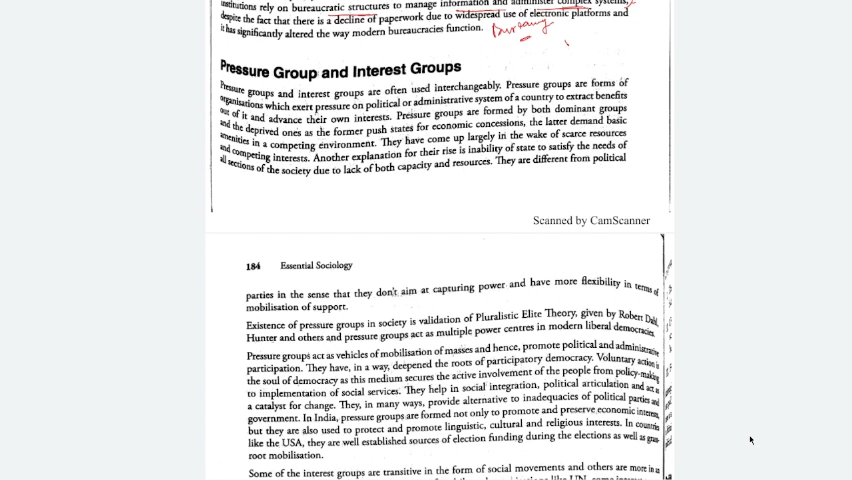 institutions rely on bureaucratic structures to manage information and administer complex systems,
despite the fact that there is a decline of paperwork due to widespread use of electronic platforms and
it has significantly altered the way modern bureaucracies function.
Pressure Group and Interest Groups
Pressure groups and interest groups are often used interchangeably. Pressure groups are forms of
organisations which exert pressure on political or administrative system of a country to extract benefits
out of it and advance their own interests. Pressure groups are formed by both dominant groups
and the deprived ones as the former push states for economic concessions, the latter demand basic
amenities in a competing environment. They have come up largely in the wake of scarce resources
and competing interests. Another explanation for their rise is inability of state to satisfy the needs of
all sections of the society due to lack of both capacity and resources. They are different from political
Scanned by CamScanner
184 Essential Sociology
parties in the sense that they don't aim at capturing power and have more flexibility in terms of
mobilisation of support.
Existence of pressure groups in society is validation of Pluralistic Elite Theory, given by Robert Dahl,
Hunter and others and pressure groups act as multiple power centres in modern liberal democracies.
Pressure groups act as vehicles of mobilisation of masses and hence, promote political and administrative
participation. They have, in a way, deepened the roots of participatory democracy. Voluntary action is
the soul of democracy as this medium secures the active involvement of the people from policy-making
to implementation of social services. They help in social integration, political articulation and act as
a catalyst for change. They, in many ways, provide alternative to inadequacies of political parties and
government. In India, pressure groups are formed not only to promote and preserve economic interests,
but they are also used to protect and promote linguistic, cultural and religious interests. In countries
like the USA, they are well established sources of election funding during the elections as well as grass-
root mobilisation.
Some of the interest groups are transitive in the form of social movements and others are more in